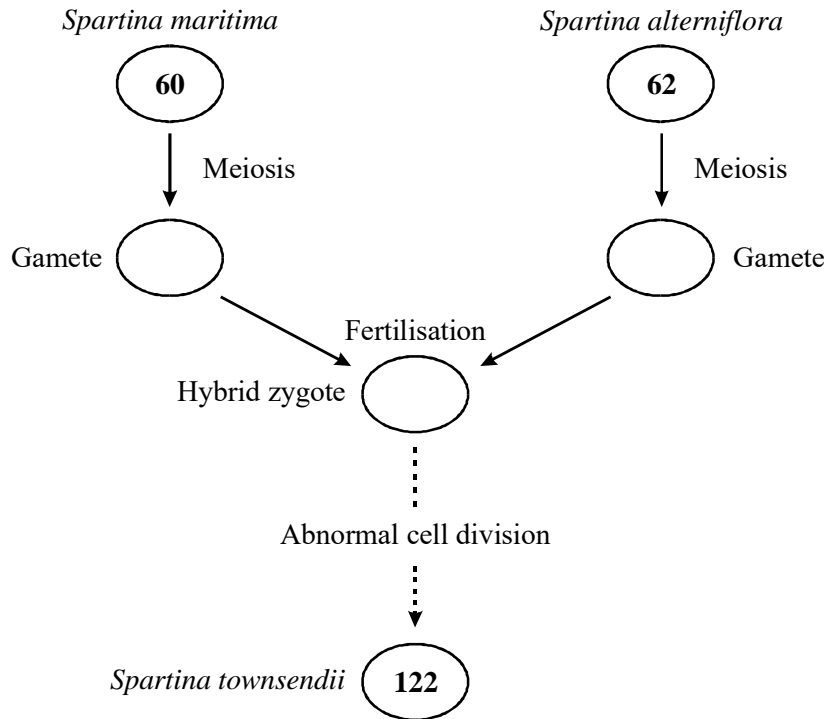 Spartina maritima
Spartina alterniflora
60
62
Meiosis
Meiosis
Gamete
Gamete
Fertilisation
Hybrid zygote
Abnormal cell division
Spartina townsendii
122